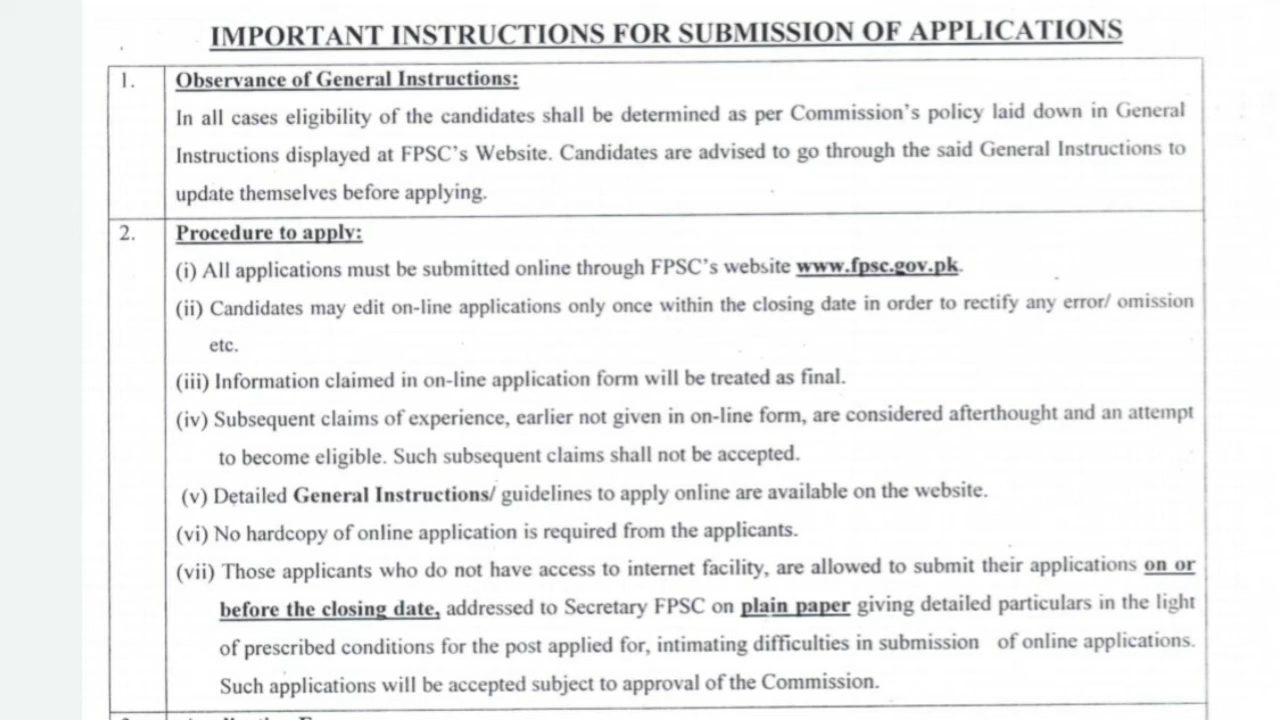 IMPORTANT INSTRUCTIONS FOR SUBMISSION OF APPLICATIONS
1. Observance of General Instructions:
In all cases eligibility of the candidates shall be determined as per Commission's policy laid down in General
Instructions displayed at FPSC's Website. Candidates are advised to go through the said General Instructions to
update themselves before applying.
2. Procedure to apply:
(i) All applications must be submitted online through FPSC's website www.fpsc.gov.pk.
(ii) Candidates may edit on-line applications only once within the closing date in order to rectify any error/ omission
etc.
(iii) Information claimed in on-line application form will be treated as final.
(iv) Subsequent claims of experience, earlier not given in on-line form, are considered afterthought and an attempt
to become eligible. Such subsequent claims shall not be accepted.
(v) Detailed General Instructions/ guidelines to apply online are available on the website.
(vi) No hardcopy of online application is required from the applicants.
(vii) Those applicants who do not have access to internet facility, are allowed to submit their applications on or
before the closing date, addressed to Secretary FPSC on plain paper giving detailed particulars in the light
of prescribed conditions for the post applied for, intimating difficulties in submission of online applications.
Such applications will be accepted subject to approval of the Commission.